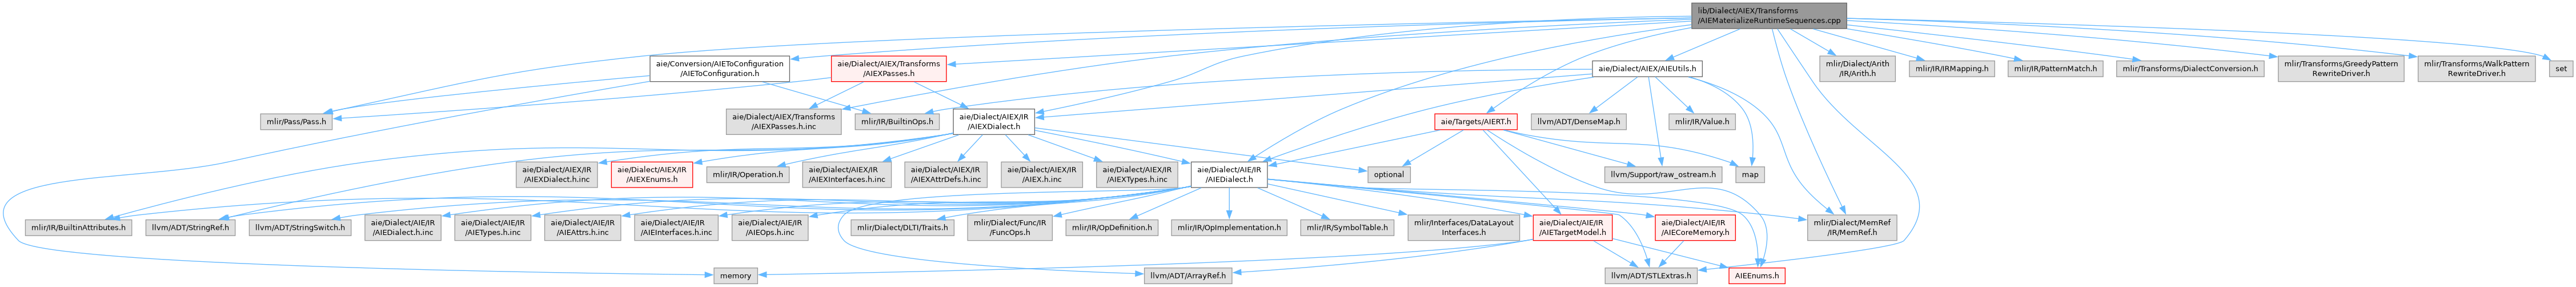 lib/Dialect/AIEX/Transforms
/AIEMaterializeRuntimeSequences.cpp
aie/Conversion/AIEToConfiguration
/AIEToConfiguration.h
aie/Dialect/AIEX/Transforms
/AIEXPasses.h
aie/Dialect/AIEX/AIEUtils.h
mlir/Dialect/Arith
/IR/Arith.h
mlir/IR/IRMapping.h
mlir/IR/PatternMatch.h
mlir/Transforms/DialectConversion.h
mlir/Transforms/GreedyPattern
RewriteDriver.h
mlir/Transforms/WalkPattern
RewriteDriver.h
set
mlir/Pass/Pass.h
aie/Dialect/AIEX/Transforms
/AIEXPasses.h.inc
mlir/IR/BuiltinOps.h
aie/Dialect/AIEX/IR
/AIEXDialect.h
aie/Targets/AIERT.h
llvm/ADT/DenseMap.h
mlir/IR/Value.h
aie/Dialect/AIEX/IR
/AIEXDialect.h.inc
aie/Dialect/AIEX/IR
/AIEXEnums.h
mlir/IR/Operation.h
aie/Dialect/AIEX/IR
/AIEXInterfaces.h.inc
aie/Dialect/AIEX/IR
/AIEXAttrDefs.h.inc
aie/Dialect/AIEX/IR
/AIEX.h.inc
aie/Dialect/AIEX/IR
/AIEXTypes.h.inc
aie/Dialect/AIE/IR
/AIEDialect.h
optional
llvm/Support/raw_ostream.h
map
mlir/IR/BuiltinAttributes.h
llvm/ADT/StringRef.h
llvm/ADT/StringSwitch.h
aie/Dialect/AIE/IR
/AIEDialect.h.inc
aie/Dialect/AIE/IR
/AIETypes.h.inc
aie/Dialect/AIE/IR
/AIEAttrs.h.inc
aie/Dialect/AIE/IR
/AIEInterfaces.h.inc
aie/Dialect/AIE/IR
/AIEOps.h.inc
mlir/Dialect/DLTI/Traits.h
mlir/Dialect/Func/IR
/FuncOps.h
mlir/IR/OpDefinition.h
mlir/IR/OpImplementation.h
mlir/IR/SymbolTable.h
mlir/Interfaces/DataLayout
Interfaces.h
aie/Dialect/AIE/IR
/AIETargetModel.h
aie/Dialect/AIE/IR
/AIECoreMemory.h
mlir/Dialect/MemRef
/IR/MemRef.h
memory
llvm/ADT/ArrayRef.h
llvm/ADT/STLExtras.h
AIEEnums.h